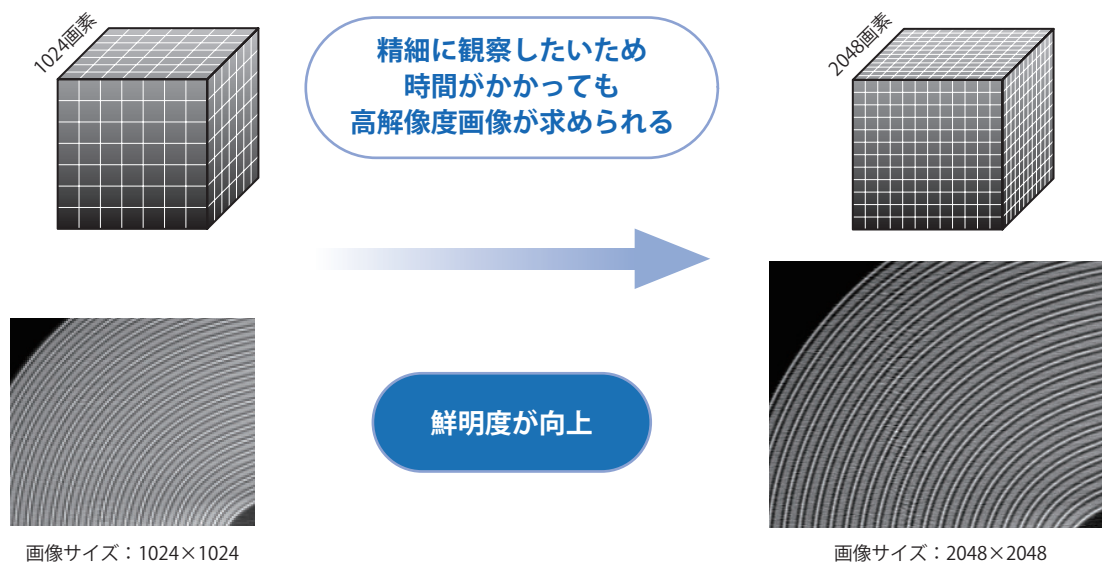 1024画素
精細に観察したいため
時間がかかっても
高解像度画像が求められる
2048画素
鮮明度が向上
画像サイズ：1024×1024
画像サイズ：2048×2048